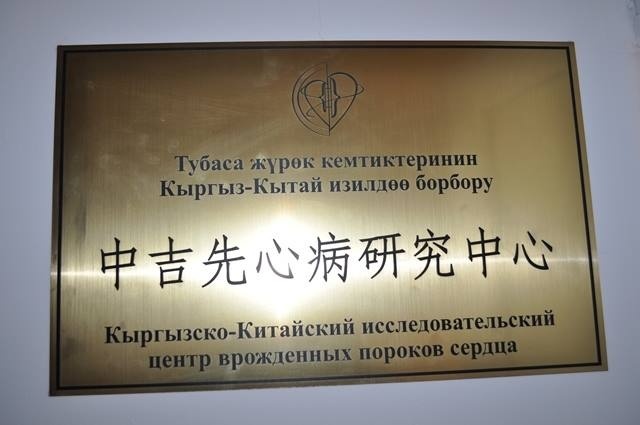 Тубаса жүрөк кемтиктеринин
Кыргыз-Кытай изилдөө борбору
中吉先心病研究中心
Кыргызско-Китайский исследовательский
центр врожденных пороков сердца